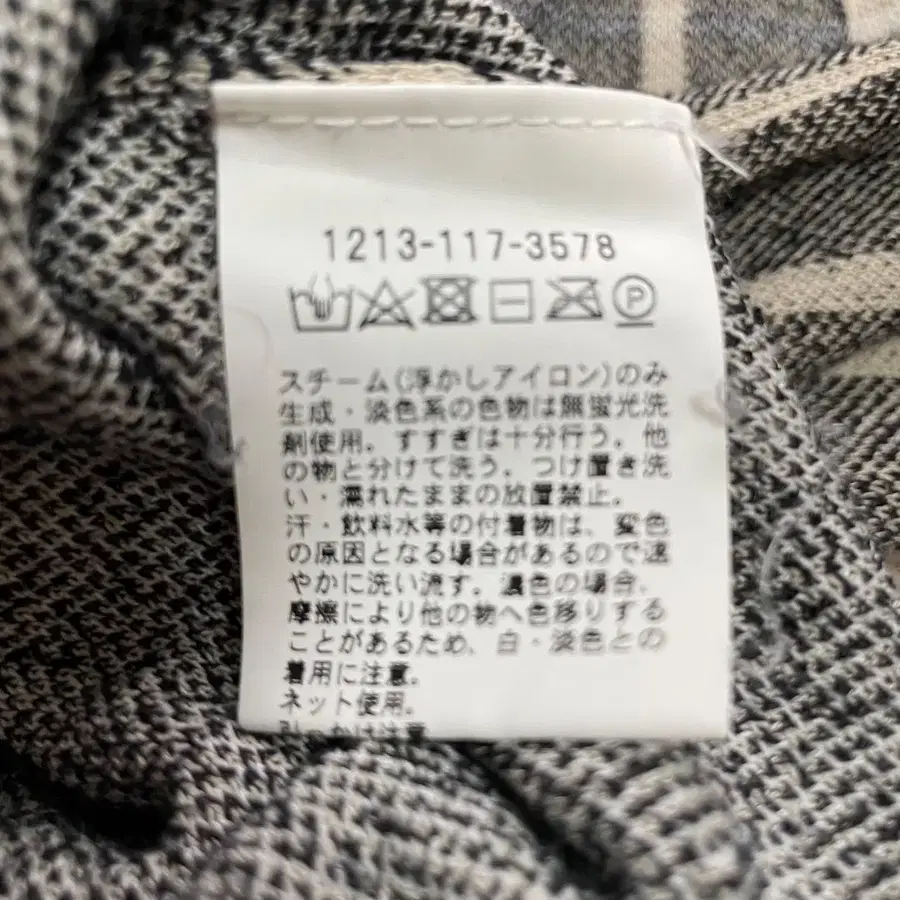 1213-117-3578
P
スチーム(浮かしアイロン)のみ
生成・淡色系の色物は無蛍光洗
剤使用。すすぎは十分行う。他
の物と分けて洗う。つけ置き洗
い・濡れたままの放置禁止。
汗・飲料水等の付着物は、変色
の原因となる場合があるので速
やかに洗い流す。濃色の場合、
摩擦により他の物へ色移りする
ことがあるため、白・淡色との
着用に注意。
ネット使用。
引っかけ注意